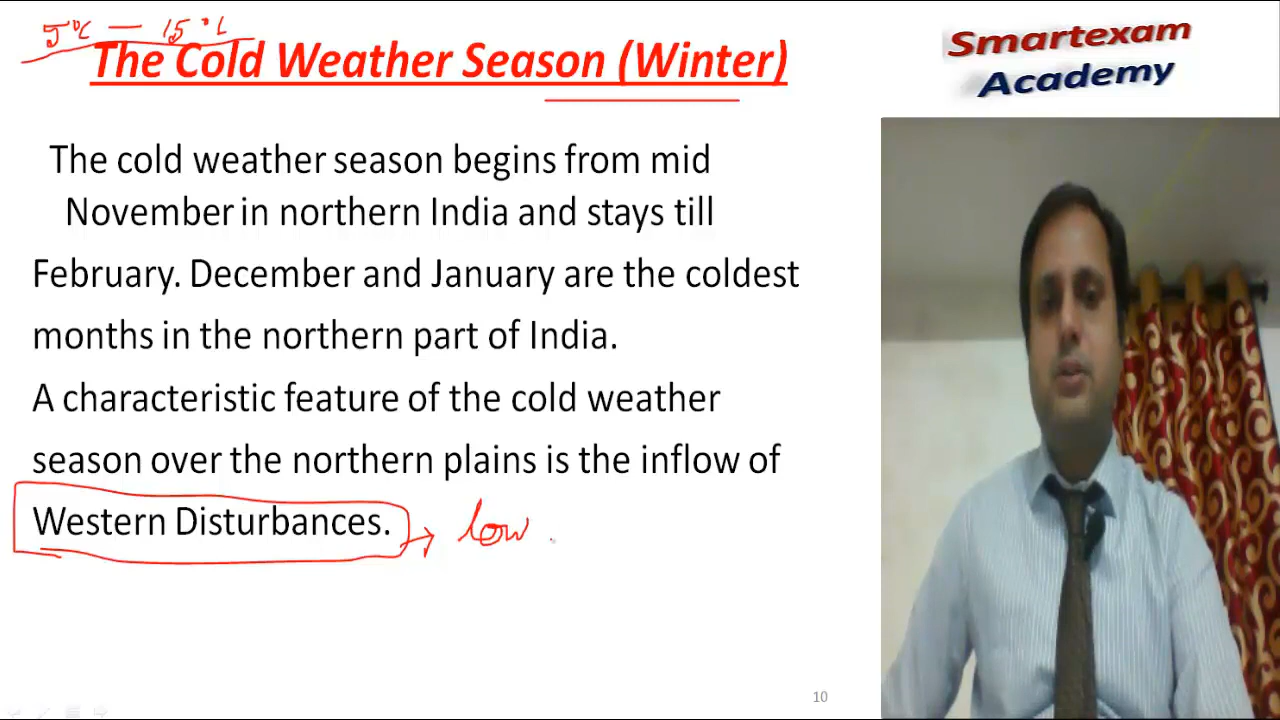 5°C — 15°C
The Cold Weather Season (Winter)
Smartexam
Academy
The cold weather season begins from mid
November in northern India and stays till
February. December and January are the coldest
months in the northern part of India.
A characteristic feature of the cold weather
season over the northern plains is the inflow of
Western Disturbances. → low
10